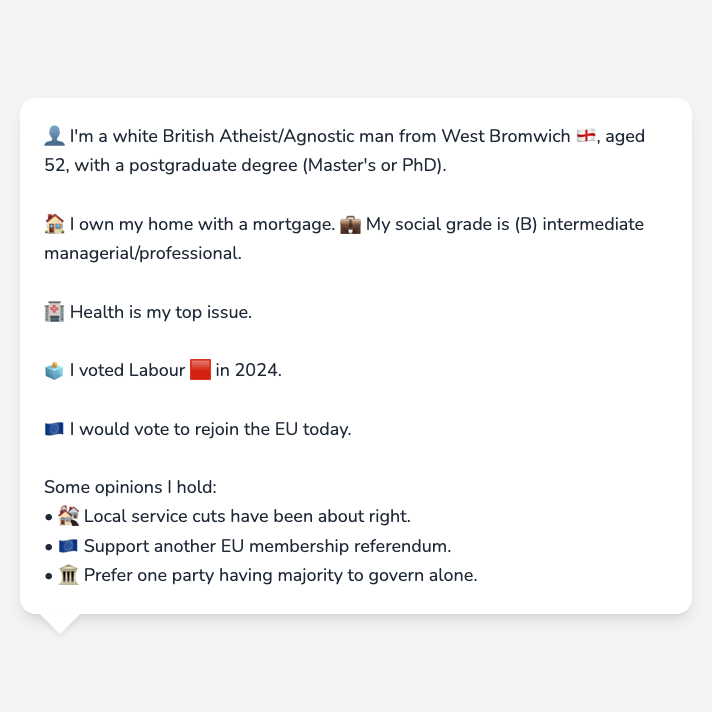 👤 I'm a white British Atheist/Agnostic man from West Bromwich 🏴󠁧󠁢󠁥󠁮󠁧󠁿, aged
52, with a postgraduate degree (Master's or PhD).
🏠 I own my home with a mortgage. 💼 My social grade is (B) intermediate
managerial/professional.
🏥 Health is my top issue.
🗳️ I voted Labour 🟥 in 2024.
🇪🇺 I would vote to rejoin the EU today.
Some opinions I hold:
• 🏘️ Local service cuts have been about right.
• 🇪🇺 Support another EU membership referendum.
• 🏛️ Prefer one party having majority to govern alone.